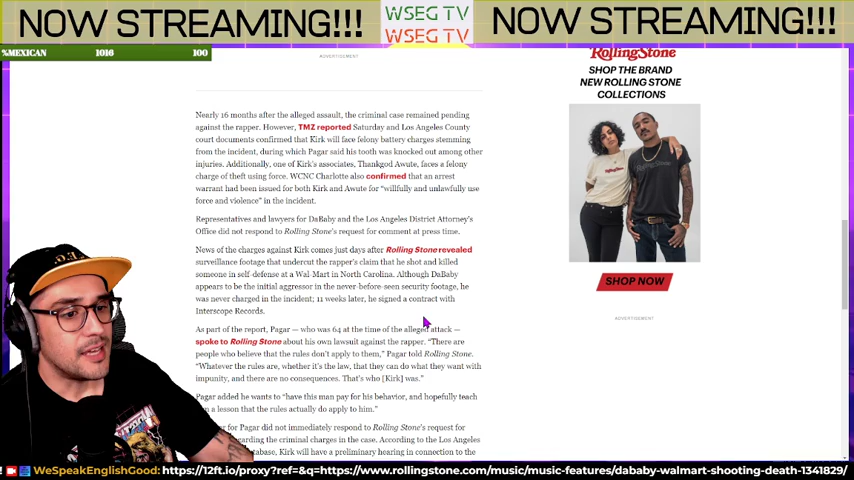 NOW STREAMING!!!
WSEG TV
WSEG TV
NOW STREAMING!!!
%MEXICAN 1016 100
ADVERTISEMENT
Nearly 16 months after the alleged assault, the criminal case remained pending
against the rapper. However, TMZ reported Saturday and Los Angeles County
court documents confirmed that Kirk will face felony battery charges stemming
from the incident, during which Pagar said his tooth was knocked out among other
injuries. Additionally, one of Kirk's associates, Thankgod Awute, faces a felony
charge of theft using force. WCNC Charlotte also confirmed that an arrest
warrant had been issued for both Kirk and Awute for "willfully and unlawfully use
force and violence" in the incident.
Representatives and lawyers for DaBaby and the Los Angeles District Attorney's
Office did not respond to Rolling Stone's request for comment at press time.
News of the charges against Kirk comes just days after Rolling Stone revealed
surveillance footage that undercut the rapper's claim that he shot and killed
someone in self-defense at a Wal-Mart in North Carolina. Although DaBaby
appears to be the initial aggressor in the never-before-seen security footage, he
was never charged in the incident; 11 weeks later, he signed a contract with
Interscope Records.
As part of the report, Pagar — who was 64 at the time of the alleged attack —
spoke to Rolling Stone about his own lawsuit against the rapper. "There are
people who believe that the rules don't apply to them," Pagar told Rolling Stone.
"Whatever the rules are, whether it's the law, that they can do what they want with
impunity, and there are no consequences. That's who [Kirk] was."
Pagar added he wants to "have this man pay for his behavior, and hopefully teach
a lesson that the rules actually do apply to him."
for Pagar did not immediately respond to Rolling Stone's request for
regarding the criminal charges in the case. According to the Los Angeles
Kirk will have a preliminary hearing in connection to the
RollingStone
SHOP THE BRAND
NEW ROLLING STONE
COLLECTIONS
SHOP NOW
ADVERTISEMENT
WeSpeakEnglishGood: https://12ft.io/proxy?ref=&q=https://www.rollingstone.com/music/music-features/dababy-walmart-shooting-death-1341829/